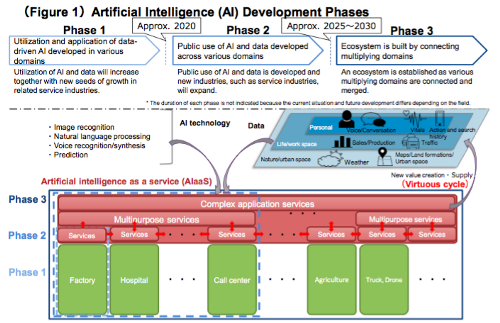 （Figure 1）Artificial Intelligence (AI) Development Phases
Phase 1
Approx. 2020
Phase 2
Approx. 2025～2030
Phase 3
Utilization and application of data-
driven AI developed in various
domains
Public use of AI and data developed
across various domains
Ecosystem is built by connecting
multiplying domains
Utilization of AI and data will increase
together with new seeds of growth in
related service industries.
Public use of AI and data is developed and
new industries, such as service industries,
will expand.
An ecosystem is established as various
multiplying domains are connected and
merged.
* The duration of each phase is not indicated because the current situation and future development differ depending on the field.
AI technology
• Image recognition
• Natural language processing
• Voice recognition/synthesis
• Prediction
Data
Personal
Voice/Conversation
Vitals
Action and search
history
Life/work space
Sales/Production
Traffic
Nature/urban space
Weather
Maps/Land formations/
Urban space
New value creation・Supply
（Virtuous cycle）
Artificial intelligence as a service (AIaaS)
Phase 3
Complex application services
Multipurpose services
Multipurpose services
Phase 2
Services
Services
・・・
Services
・・・
Services
Services
Services
Phase 1
Factory
Hospital
・・・
Call center
・・・
Agriculture
Truck, Drone
・・・